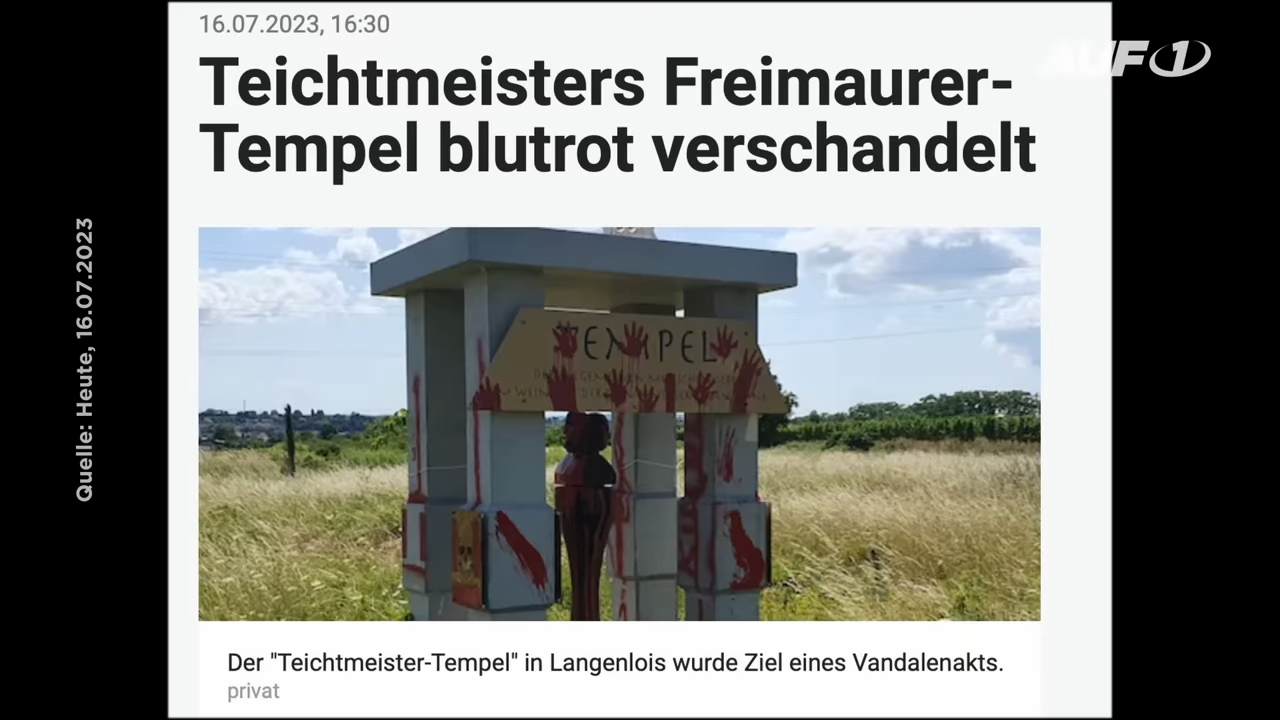 16.07.2023, 16:30
AUF1
Teichtmeisters Freimaurer-
Tempel blutrot verschandelt
Quelle: Heute, 16.07.2023
TEMPEL
Der "Teichtmeister-Tempel" in Langenlois wurde Ziel eines Vandalenakts.
privat